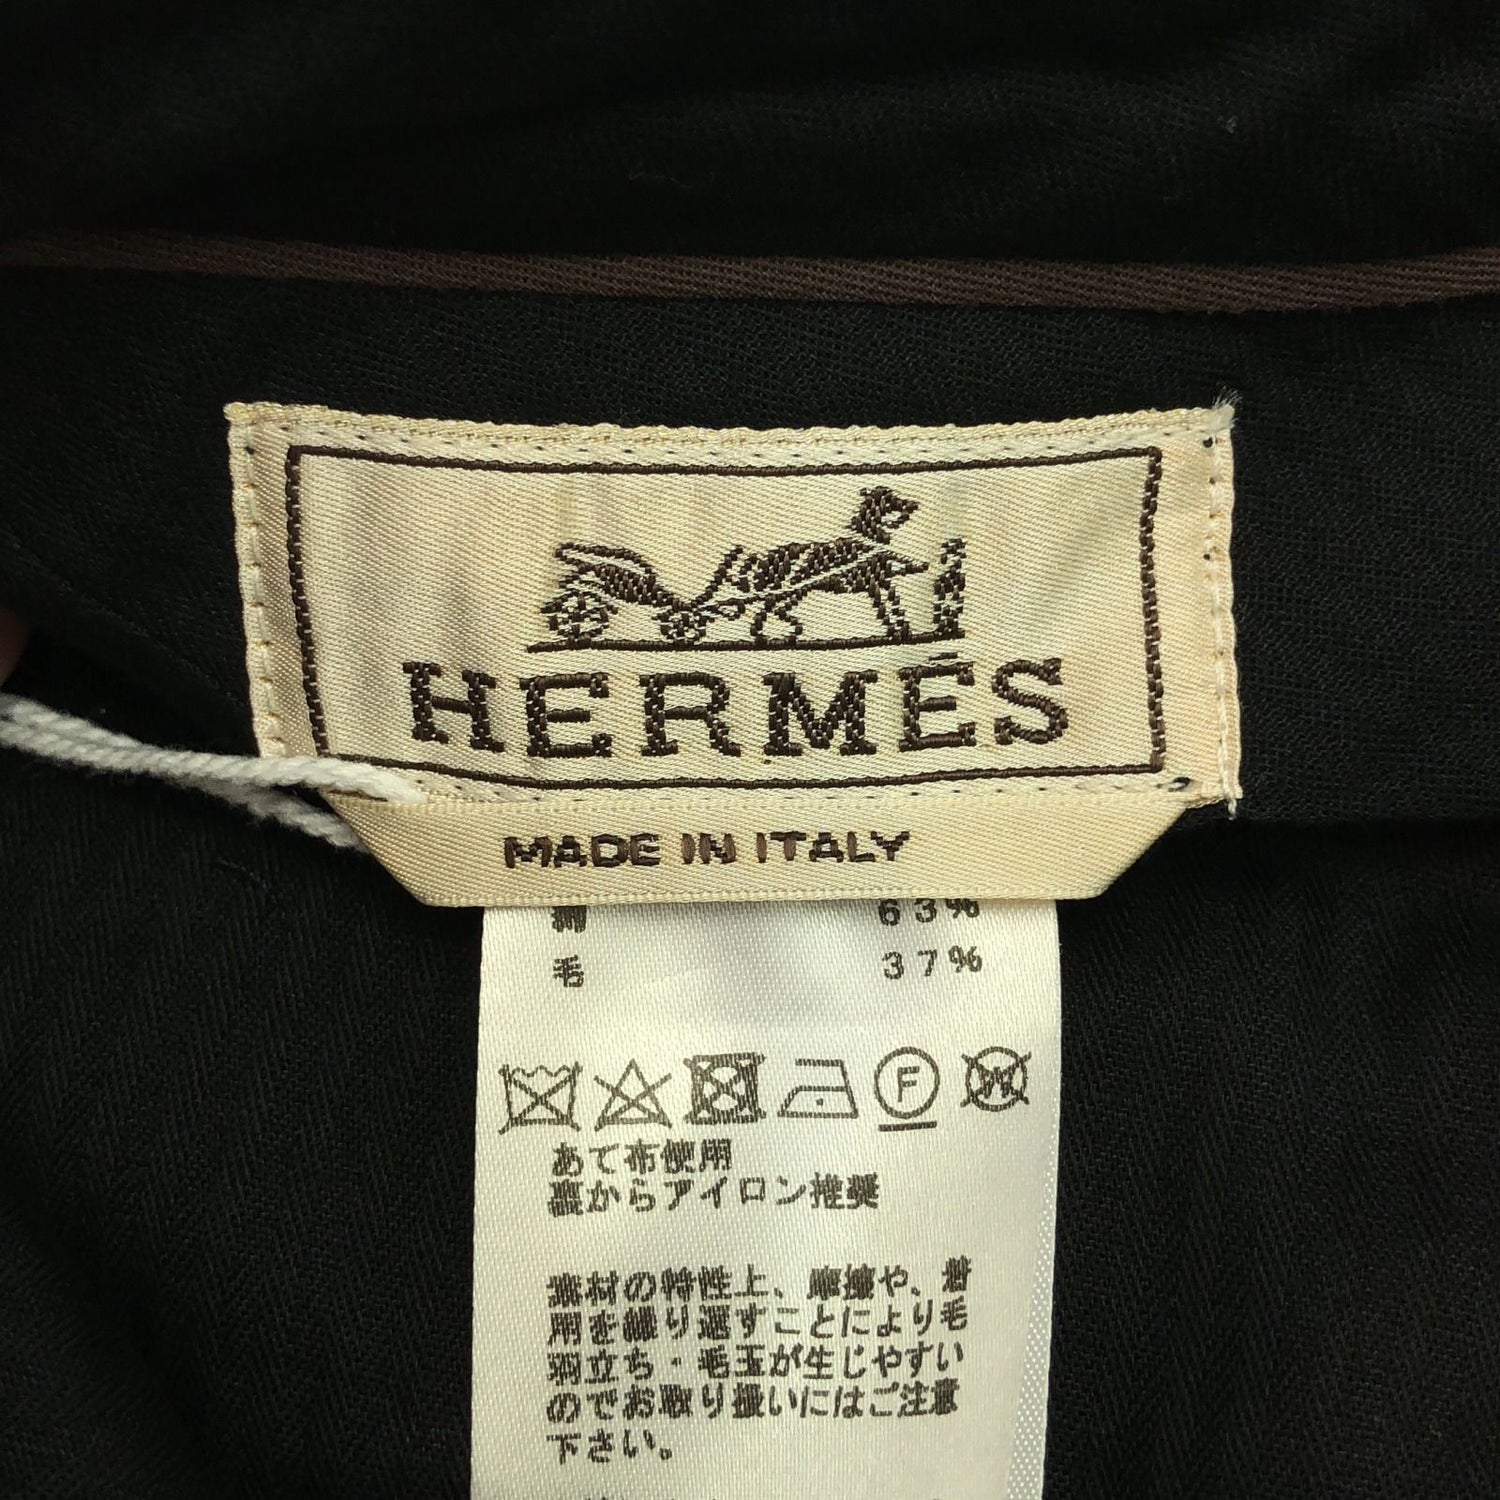 HERMÈS
MADE IN ITALY
綿 63%
毛 37%
F
W
あて布使用
裏からアイロン推奨
素材の特性上、摩擦や、着
用を繰り返すことにより毛
羽立ち・毛玉が生じやすい
のでお取り扱いにはご注意
下さい。